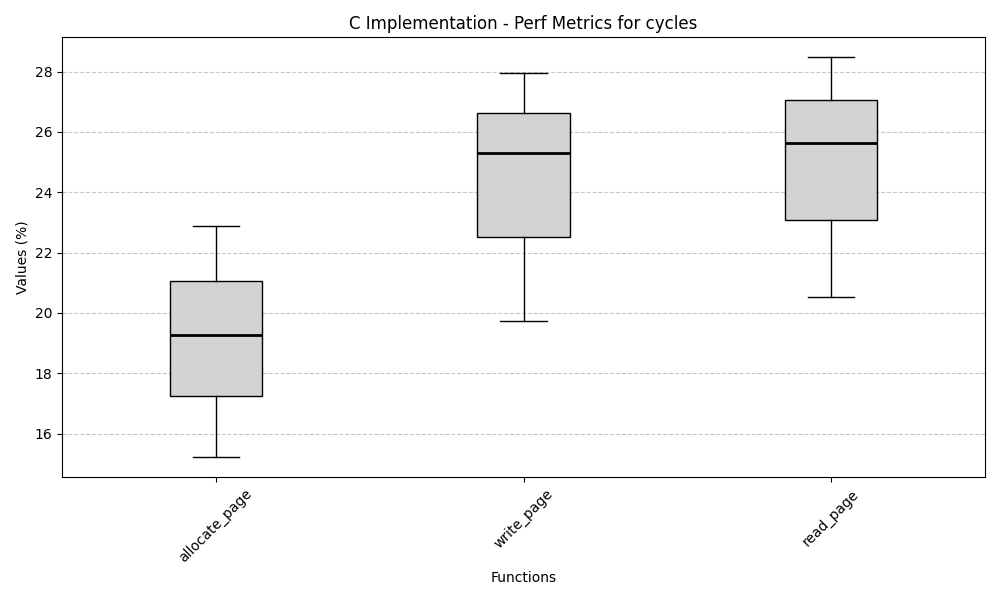 C Implementation - Perf Metrics for cycles
28
26
24
22
20
18
16
Values (%)
allocate_page
write_page
read_page
Functions